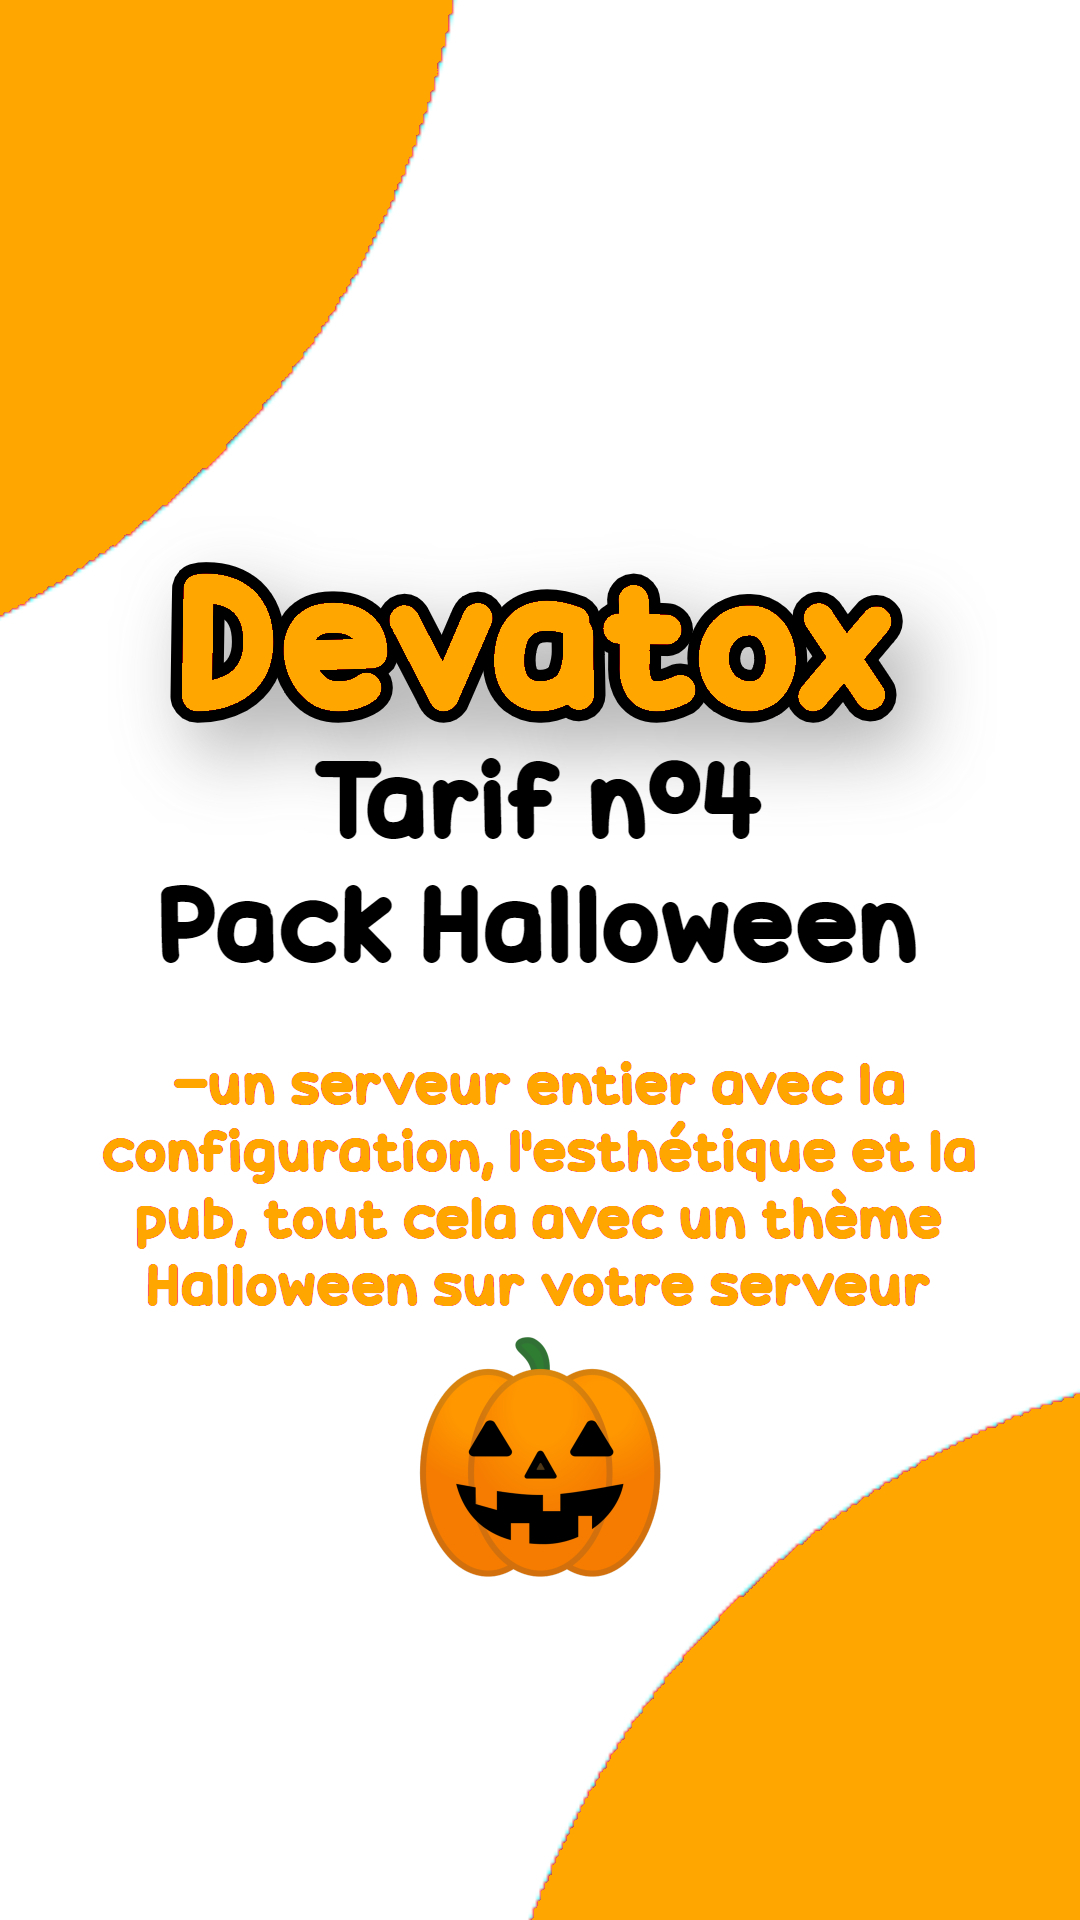 Devatox
Tarif nº4
Pack Halloween
-un serveur entier avec la
configuration, l'esthétique et la
pub, tout cela avec un thème
Halloween sur votre serveur